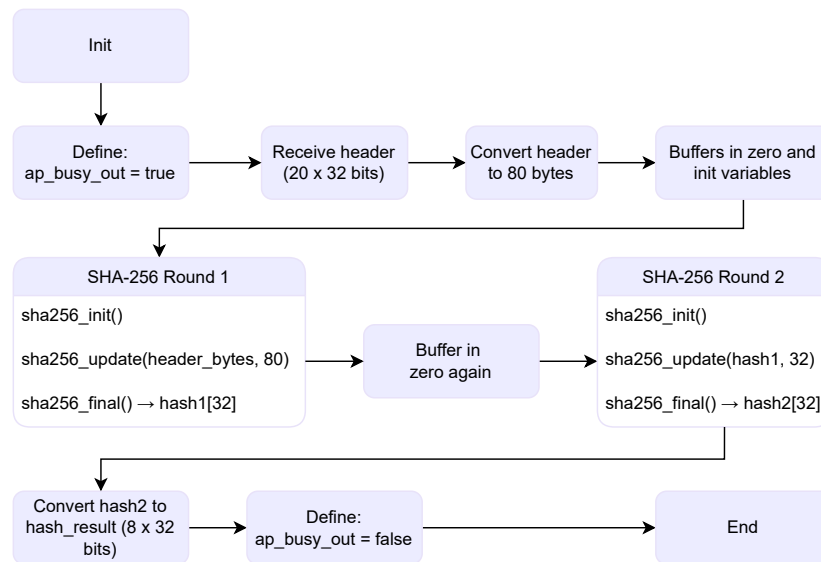 Init
Define:
ap_busy_out = true
Receive header
(20 x 32 bits)
Convert header
to 80 bytes
Buffers in zero and
init variables
SHA-256 Round 1
sha256_init()
sha256_update(header_bytes, 80)
sha256_final() → hash1[32]
Buffer in
zero again
SHA-256 Round 2
sha256_init()
sha256_update(hash1, 32)
sha256_final() → hash2[32]
Convert hash2 to
hash_result (8 x 32
bits)
Define:
ap_busy_out = false
End